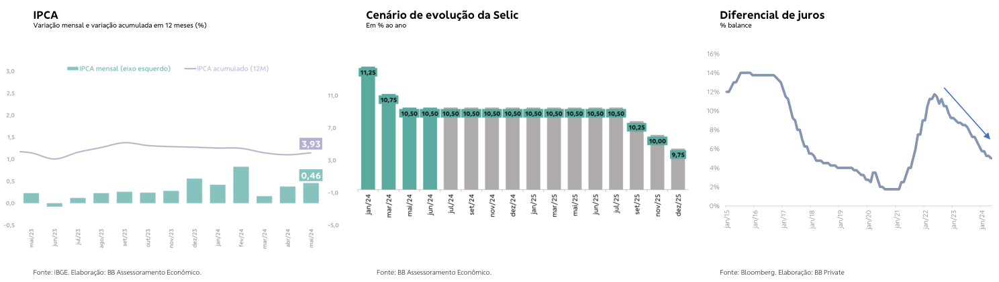 IPCA
Variação mensal e variação acumulada em 12 meses (%)
IPCA mensal (eixo esquerdo)
IPCA acumulado (12M)
3,0
2,5
2,0
1,5
1,0
0,5
0,0
-0,5
11,0
7,0
3,0
-1,0
-5,0
3,93
0,46
mai/23
jun/23
jul/23
ago/23
set/23
out/23
nov/23
dez/23
jan/24
fev/24
mar/24
abr/24
mai/24
Fonte: IBGE. Elaboração: BB Assessoramento Econômico.
Cenário de evolução da Selic
Em % ao ano
11,25
10,75
10,50
10,50
10,50
10,50
10,50
10,50
10,50
10,50
10,50
10,50
10,50
10,25
10,00
9,75
jan/24
mar/24
mai/24
jun/24
jul/24
set/24
nov/24
dez/24
jan/25
mar/25
mai/25
jun/25
jul/25
set/25
nov/25
dez/25
Fonte: BB Assessoramento Econômico.
Diferencial de juros
% balance
16%
14%
12%
10%
8%
6%
4%
2%
0%
jan/15
jan/16
jan/17
jan/18
jan/19
jan/20
jan/21
jan/22
jan/23
jan/24
Fonte: Bloomberg. Elaboração: BB Private